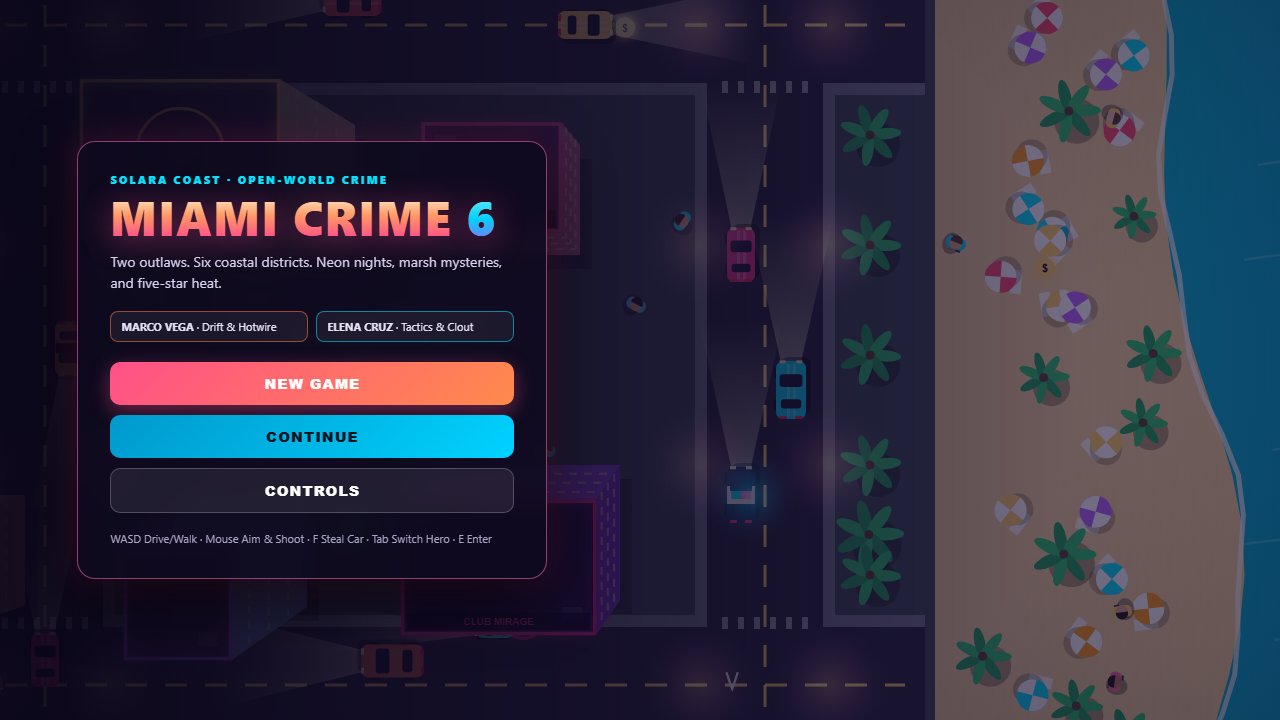 SOLARA COAST · OPEN-WORLD CRIME
MIAMI CRIME 6
Two outlaws. Six coastal districts. Neon nights, marsh mysteries,
and five-star heat.
MARCO VEGA · Drift & Hotwire
ELENA CRUZ · Tactics & Clout
NEW GAME
CONTINUE
CONTROLS
WASD Drive/Walk · Mouse Aim & Shoot · F Steal Car · Tab Switch Hero · E Enter
CLUB MIRAGE
$
$